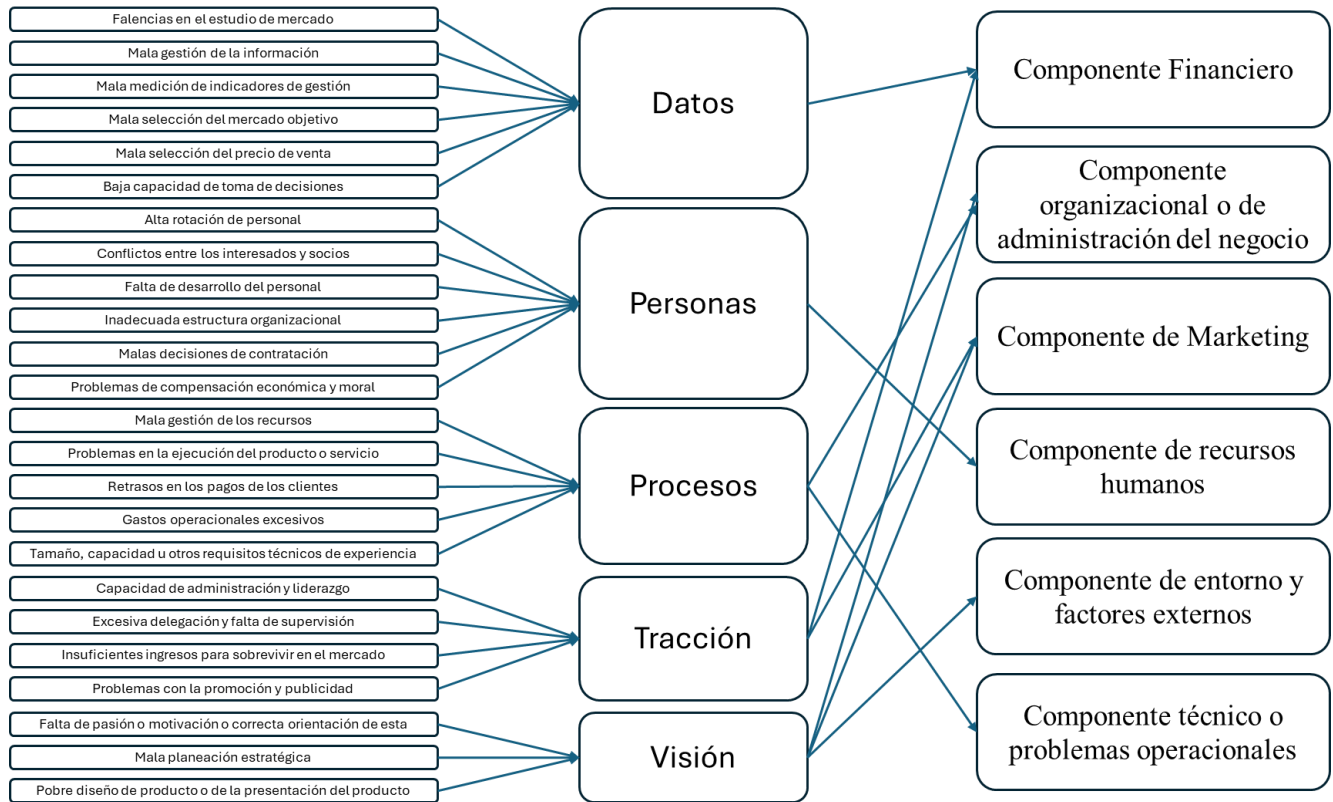 Falencias en el estudio de mercado
Mala gestión de la información
Mala medición de indicadores de gestión
Mala selección del mercado objetivo
Mala selección del precio de venta
Baja capacidad de toma de decisiones
Alta rotación de personal
Conflictos entre los interesados y socios
Falta de desarrollo del personal
Inadecuada estructura organizacional
Malas decisiones de contratación
Problemas de compensación económica y moral
Mala gestión de los recursos
Problemas en la ejecución del producto o servicio
Retrasos en los pagos de los clientes
Gastos operacionales excesivos
Tamaño, capacidad u otros requisitos técnicos de experiencia
Capacidad de administración y liderazgo
Excesiva delegación y falta de supervisión
Insuficientes ingresos para sobrevivir en el mercado
Problemas con la promoción y publicidad
Falta de pasión o motivación o correcta orientación de esta
Mala planeación estratégica
Pobre diseño de producto o de la presentación del producto
Datos
Personas
Procesos
Tracción
Visión
Componente Financiero
Componente
organizacional o de
administración del negocio
Componente de Marketing
Componente de recursos
humanos
Componente de entorno y
factores externos
Componente técnico o
problemas operacionales